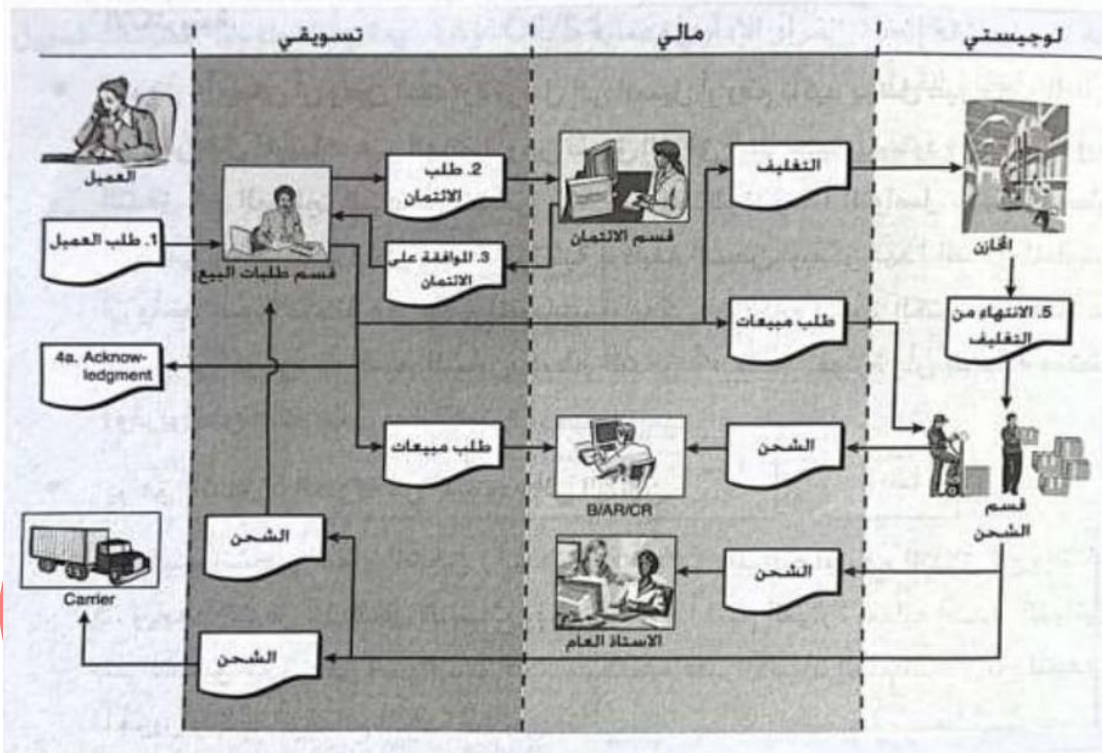 لوجيستي
مالي
تسويقي
العميل
1. طلب العميل
قسم طلبات البيع
2. طلب
الائتمان
3. الموافقة على
الائتمان
قسم الائتمان
التغليف
المخازن
طلب مبيعات
5. الانتهاء من
التغليف
4a. Acknow-
ledgment
طلب مبيعات
B/AR/CR
الشحن
قسم
الشحن
الشحن
الاستاذ العام
الشحن
Carrier
الشحن